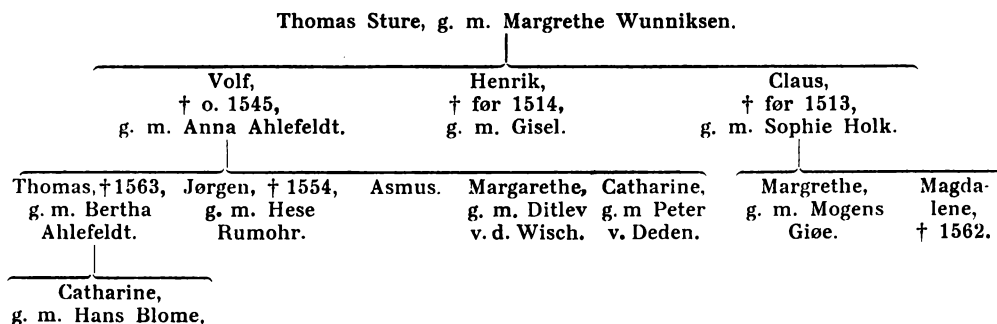 Thomas Sture, g. m. Margrethe Wunniksen.
Volf,
† o. 1545,
g. m. Anna Ahlefeldt.
Henrik,
† før 1514,
g. m. Gisel.
Claus,
† før 1513,
g. m. Sophie Holk.
Thomas, † 1563,
g. m. Bertha
Ahlefeldt.
Jørgen, † 1554,
g. m. Hese
Rumohr.
Asmus.
Margarethe,
g. m. Ditlev
v. d. Wisch.
Catharine,
g. m Peter
v. Deden.
Margrethe,
g. m. Mogens
Giøe.
Magda-
lene,
† 1562.
Catharine,
g. m. Hans Blome,